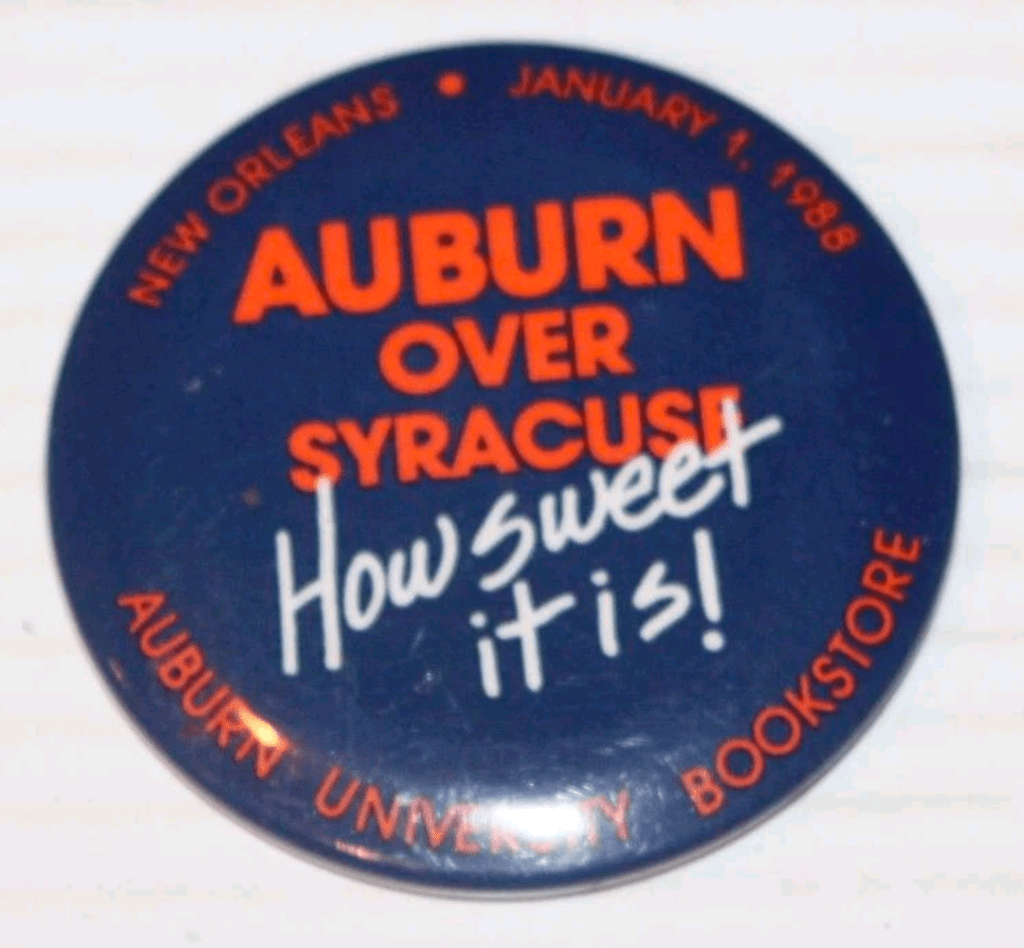 NEW ORLEANS • JANUARY 1, 1988
AUBURN
OVER
SYRACUSE
How sweet
it is!
AUBURN UNIVERSITY BOOKSTORE